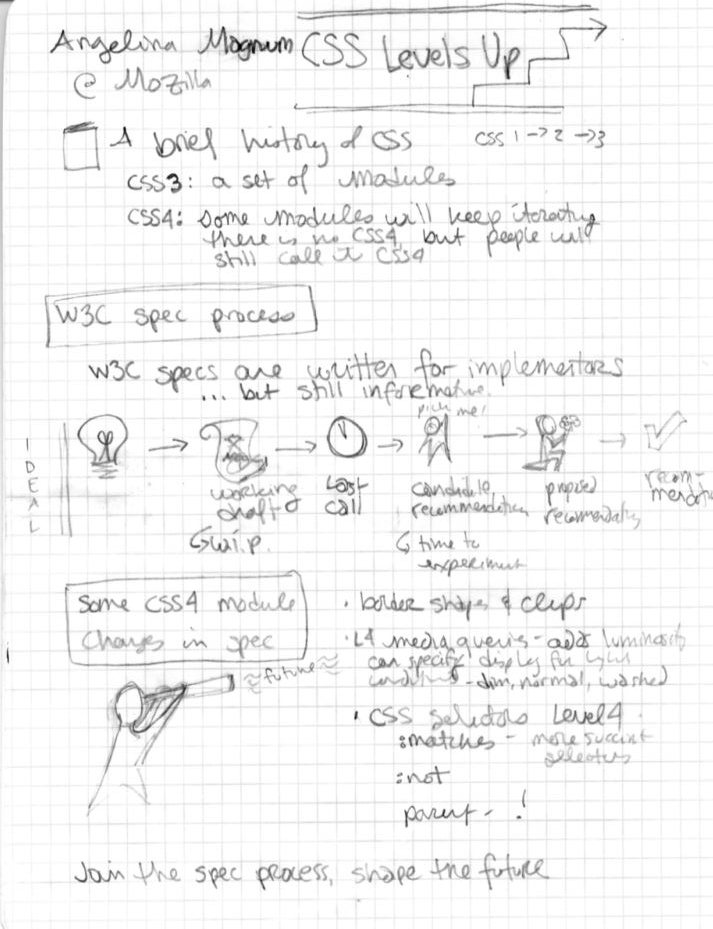 Angelina Magnum
@ Mozilla
CSS Levels Up
A brief history of CSS
CSS 1 -> 2 -> 3
CSS3: a set of modules
CSS4: some modules will keep iterating
there is no CSS4, but people will
still call it CSS4
W3C spec process
W3C specs are written for implementors
... but still informative.
IDEAL
pick me!
working draft
last call
candidate recommendation
proposed recommendation
recommendation
w.i.p.
time to
experiment
Some CSS4 module
changes in spec
future
• border shapes & clips
• L4 media queries - adds luminosity
can specify display for light
conditions - dim, normal, washed
• CSS selectors Level 4
:matches - more succint
selectors
:not
parent - !
Join the spec process, shape the future